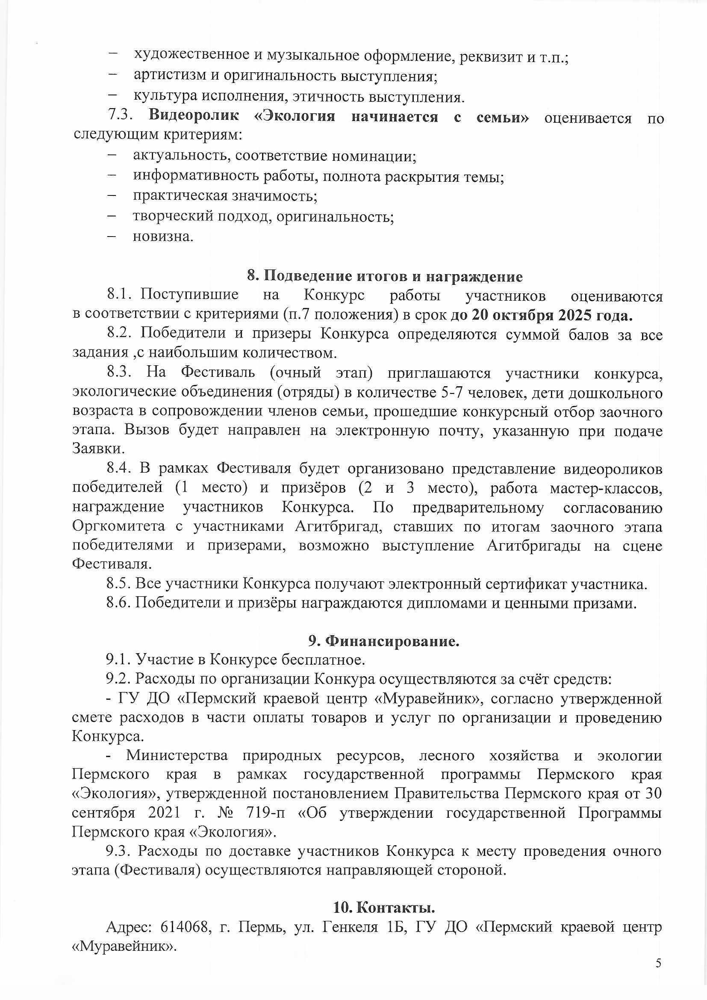 – художественное и музыкальное оформление, реквизит и т.п.;
– артистизм и оригинальность выступления;
– культура исполнения, этичность выступления.
7.3. Видеоролик «Экология начинается с семьи» оценивается по
следующим критериям:
– актуальность, соответствие номинации;
– информативность работы, полнота раскрытия темы;
– практическая значимость;
– творческий подход, оригинальность;
– новизна.
8. Подведение итогов и награждение
8.1. Поступившие на Конкурс работы участников оцениваются
в соответствии с критериями (п.7 положения) в срок до 20 октября 2025 года.
8.2. Победители и призеры Конкурса определяются суммой балов за все
задания ,с наибольшим количеством.
8.3. На Фестиваль (очный этап) приглашаются участники конкурса,
экологические объединения (отряды) в количестве 5-7 человек, дети дошкольного
возраста в сопровождении членов семьи, прошедшие конкурсный отбор заочного
этапа. Вызов будет направлен на электронную почту, указанную при подаче
Заявки.
8.4. В рамках Фестиваля будет организовано представление видеороликов
победителей (1 место) и призёров (2 и 3 место), работа мастер-классов,
награждение участников Конкурса. По предварительному согласованию
Оргкомитета с участниками Агитбригад, ставших по итогам заочного этапа
победителями и призерами, возможно выступление Агитбригады на сцене
Фестиваля.
8.5. Все участники Конкурса получают электронный сертификат участника.
8.6. Победители и призёры награждаются дипломами и ценными призами.
9. Финансирование.
9.1. Участие в Конкурсе бесплатное.
9.2. Расходы по организации Конкура осуществляются за счёт средств:
- ГУ ДО «Пермский краевой центр «Муравейник», согласно утвержденной
смете расходов в части оплаты товаров и услуг по организации и проведению
Конкурса.
- Министерства природных ресурсов, лесного хозяйства и экологии
Пермского края в рамках государственной программы Пермского края
«Экология», утвержденной постановлением Правительства Пермского края от 30
сентября 2021 г. № 719-п «Об утверждении государственной Программы
Пермского края «Экология».
9.3. Расходы по доставке участников Конкурса к месту проведения очного
этапа (Фестиваля) осуществляются направляющей стороной.
10. Контакты.
Адрес: 614068, г. Пермь, ул. Генкеля 1Б, ГУ ДО «Пермский краевой центр
«Муравейник».
5